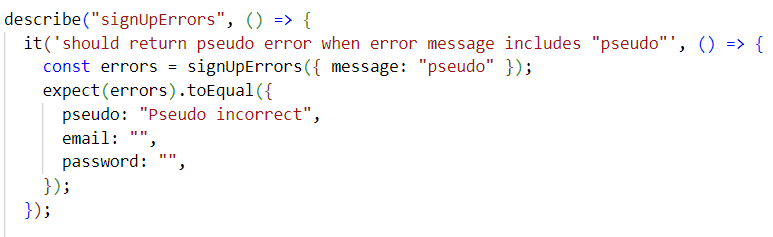 describe("signUpErrors", () => {
  it('should return pseudo error when error message includes "pseudo"', () => {
    const errors = signUpErrors({ message: "pseudo" });
    expect(errors).toEqual({
      pseudo: "Pseudo incorrect",
      email: "",
      password: "",
    });
  });